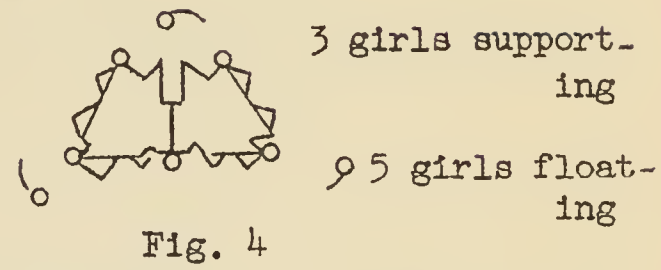 3 girls support-
ing
5 girls float-
ing
Fig. 4